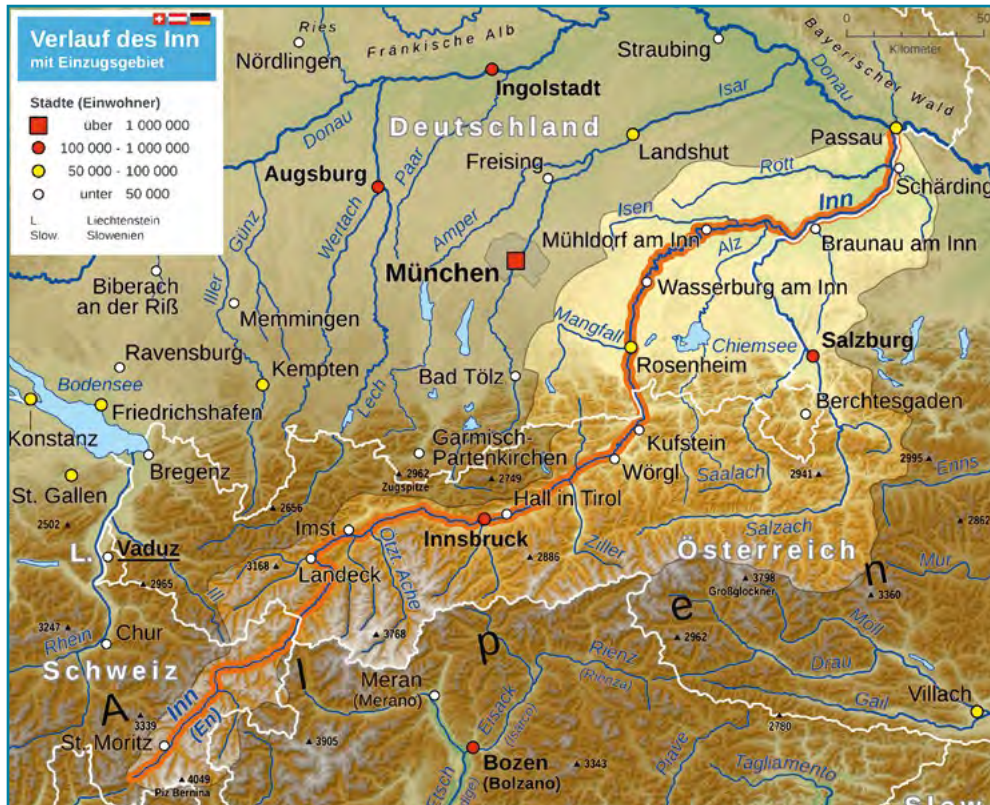 Verlauf des Inn
mit Einzugsgebiet
Städte (Einwohner)
über 1 000 000
100 000 - 1 000 000
50 000 - 100 000
unter 50 000
L. Liechtenstein
Slow. Slowenien
Ries
Nördlingen
Fränkische Alb
Straubing
0 50
Kilometer
Bayerischer Wald
Donau
Ingolstadt
Isar
Donau
Deutschland
Passau
Paar
Freising
Landshut
Rott
Augsburg
Schärding
Inn
Wertach
Günz
Amper
Isen
Mühldorf am Inn
Alz
Braunau am Inn
München
Biberach
an der Riß
Iller
Wasserburg am Inn
Memmingen
Mangfall
Chiemsee
Salzburg
Ravensburg
Kempten
Rosenheim
Bodensee
Lech
Bad Tölz
Friedrichshafen
Berchtesgaden
Konstanz
Garmisch-
Partenkirchen
Kufstein
Bregenz
Wörgl
2962
Zugspitze
2749
Saalach
2941
2995
Enns
St. Gallen
2656
Hall in Tirol
2502
Imst
Innsbruck
Salzach
2862
Österreich
L.
Vaduz
Ötzt. Ache
2886
Ziller
3168
Landeck
2965
Ill
3798
Großglockner
Mur
3360
Alpen
3247
3768
2962
Möll
Rhein
Chur
Rienz
(Rienza)
Drau
Schweiz
Meran
(Merano)
Gail
Villach
Inn
(En)
Eisack
(Isarco)
3339
2780
St. Moritz
3905
Piave
4049
Piz Bernina
Bozen
(Bolzano)
3343
Etsch
Tagliamento